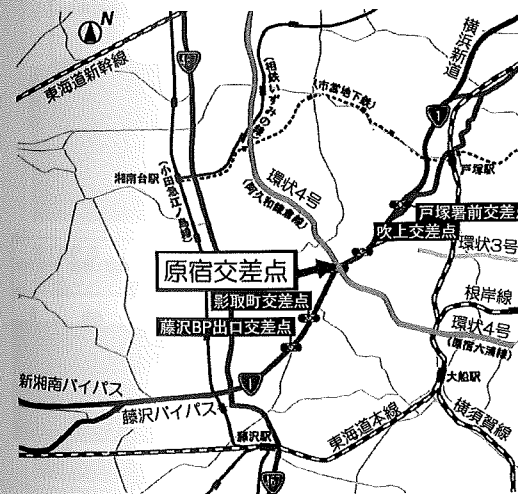 N
東海道新幹線
相鉄いずみの線
(市営地下鉄)
横浜新道
1
湘南台駅
(小田急江ノ島線)
環状4号
(阿久和鎌倉線)
戸塚駅
戸塚署前交差点
吹上交差点
環状3号
原宿交差点
影取町交差点
藤沢BP出口交差点
根岸線
環状4号
(原宿六浦線)
新湘南バイパス
1
藤沢バイパス
大船駅
東海道本線
横須賀線
藤沢駅